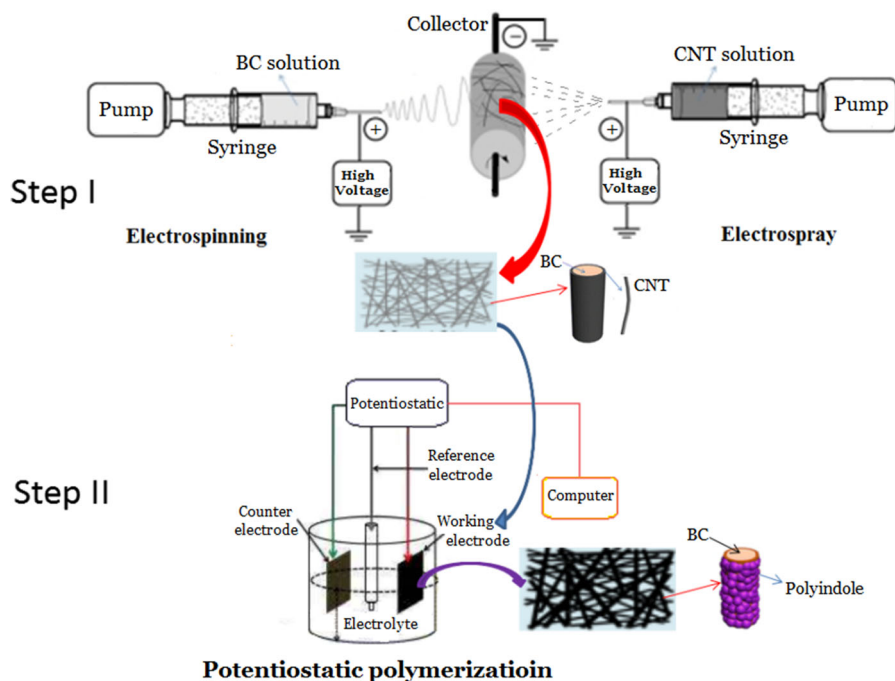 Collector
BC solution
CNT solution
Pump
Syringe
High
Voltage
Syringe
Pump
High
Voltage
Step I
Electrospinning
Electrospray
BC
CNT
Potentiostatic
Reference
electrode
Step II
Computer
Counter
electrode
Working
electrode
BC
Polyindole
Electrolyte
Potentiostatic polymerizatioin